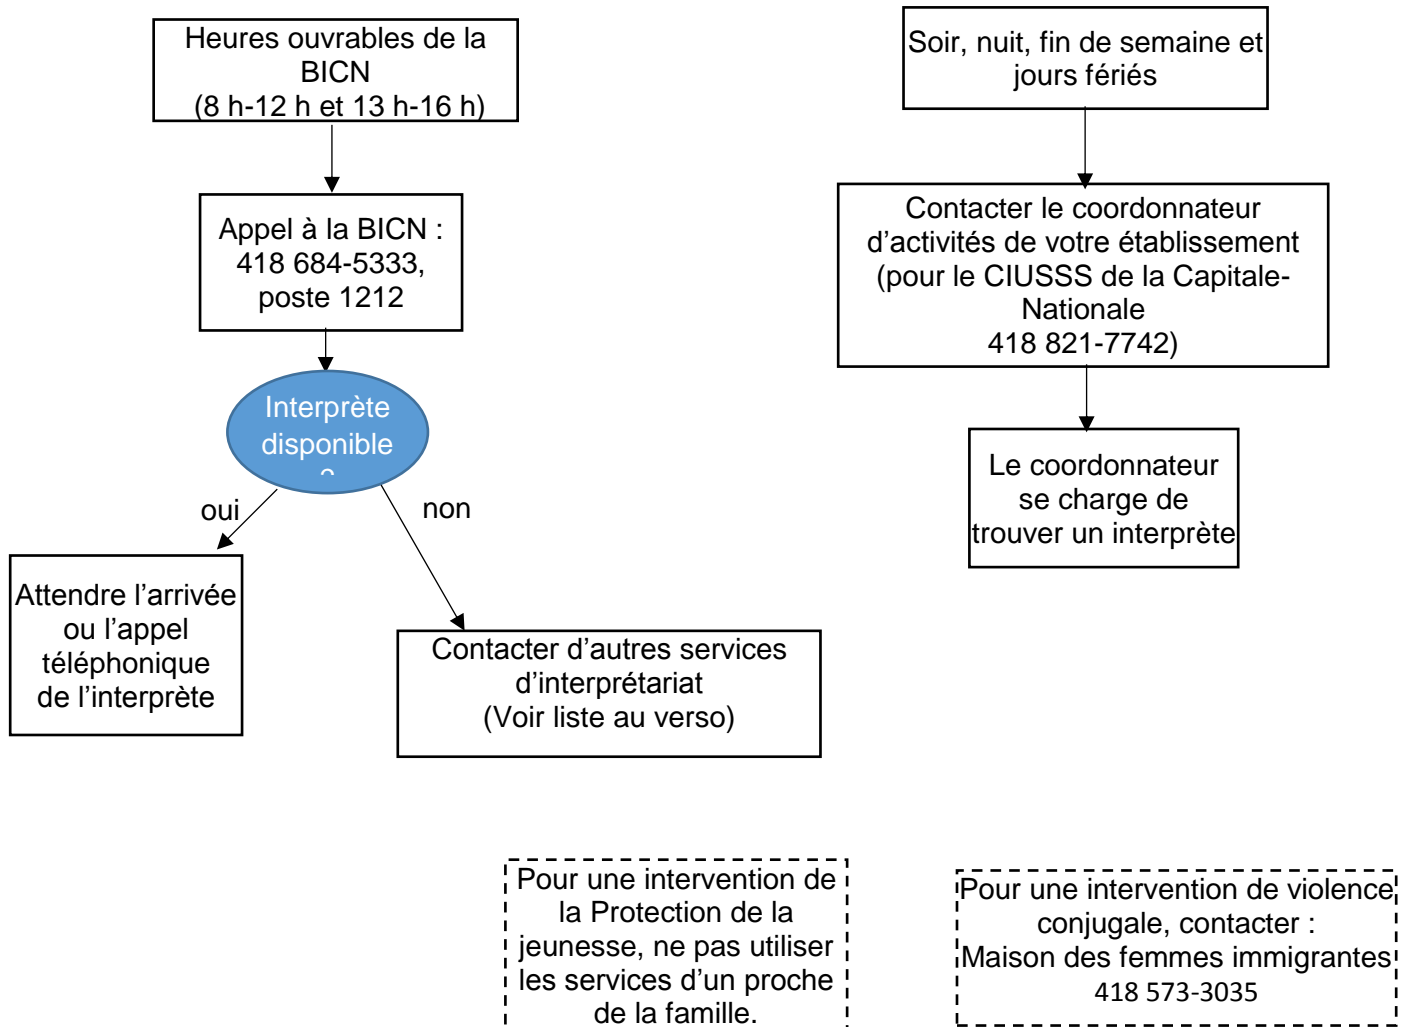 Heures ouvrables de la
BICN
(8 h-12 h et 13 h-16 h)
Appel à la BICN :
418 684-5333,
poste 1212
Interprète
disponible
?
oui
non
Attendre l’arrivée
ou l’appel
téléphonique
de l’interprète
Contacter d’autres services
d’interprétariat
(Voir liste au verso)
Soir, nuit, fin de semaine et
jours fériés
Contacter le coordonnateur
d’activités de votre établissement
(pour le CIUSSS de la Capitale-
Nationale
418 821-7742)
Le coordonnateur
se charge de
trouver un interprète
Pour une intervention de
la Protection de la
jeunesse, ne pas utiliser
les services d’un proche
de la famille.
Pour une intervention de violence
conjugale, contacter :
Maison des femmes immigrantes
418 573-3035